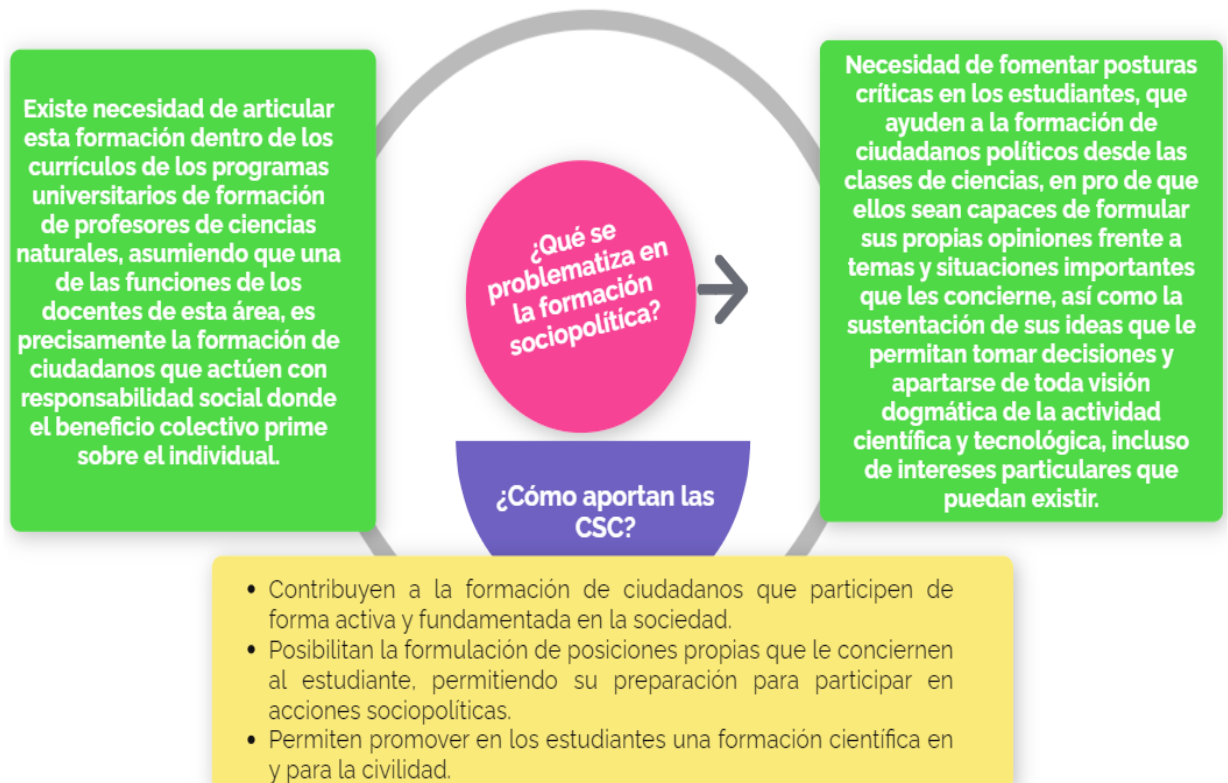 Existe necesidad de articular
esta formación dentro de los
currículos de los programas
universitarios de formación
de profesores de ciencias
naturales, asumiendo que una
de las funciones de los
docentes de esta área, es
precisamente la formación de
ciudadanos que actúen con
responsabilidad social donde
el beneficio colectivo prime
sobre el individual.
¿Qué se
problematiza en
la formación
sociopolítica?
Necesidad de fomentar posturas
críticas en los estudiantes, que
ayuden a la formación de
ciudadanos políticos desde las
clases de ciencias, en pro de que
ellos sean capaces de formular
sus propias opiniones frente a
temas y situaciones importantes
que les concierne, así como la
sustentación de sus ideas que le
permitan tomar decisiones y
apartarse de toda visión
dogmática de la actividad
científica y tecnológica, incluso
de intereses particulares que
puedan existir.
¿Cómo aportan las
CSC?
• Contribuyen a la formación de ciudadanos que participen de
forma activa y fundamentada en la sociedad.
• Posibilitan la formulación de posiciones propias que le conciernen
al estudiante, permitiendo su preparación para participar en
acciones sociopolíticas.
• Permiten promover en los estudiantes una formación científica en
y para la civilidad.